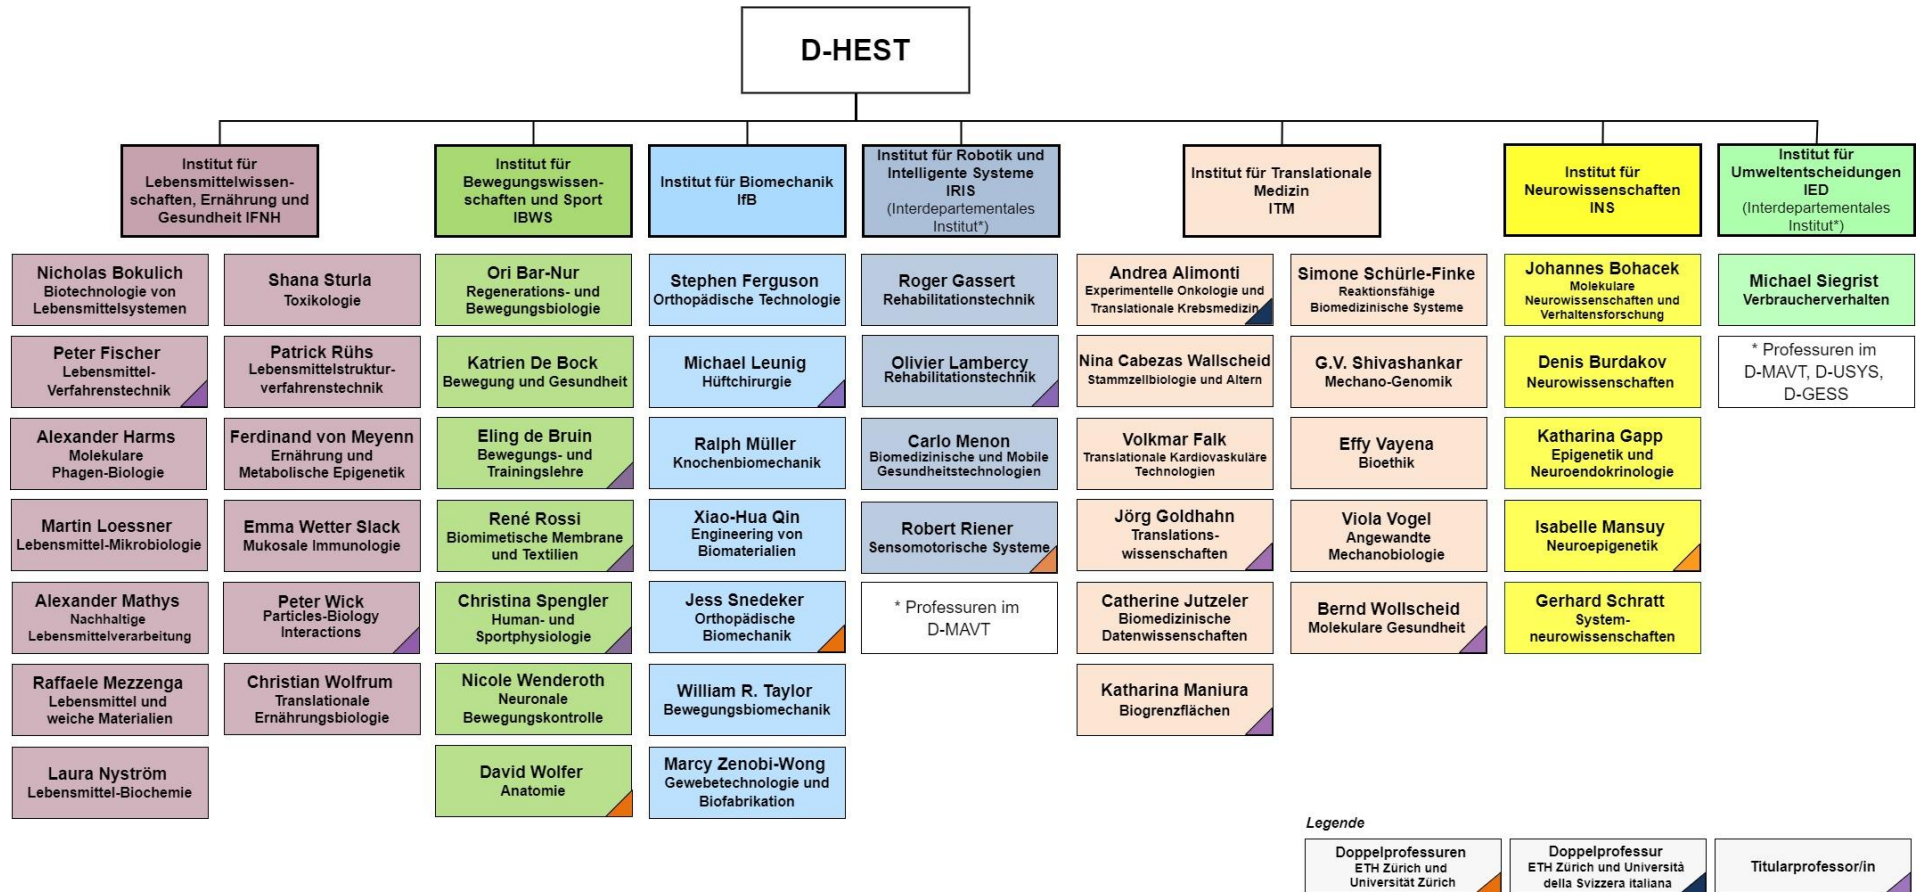 D-HEST
Institut für
Lebensmittelwissen-
schaften, Ernährung und
Gesundheit IFNH
Institut für
Bewegungswissen-
schaften und Sport
IBWS
Institut für Biomechanik
IfB
Institut für Robotik und
Intelligente Systeme
IRIS
(Interdepartementales
Institut*)
Institut für Translationale
Medizin
ITM
Institut für
Neurowissenschaften
INS
Institut für
Umweltentscheidungen
IED
(Interdepartementales
Institut*)
Nicholas Bokulich
Biotechnologie von
Lebensmittelsystemen
Peter Fischer
Lebensmittel-
Verfahrenstechnik
Alexander Harms
Molekulare
Phagen-Biologie
Martin Loessner
Lebensmittel-Mikrobiologie
Alexander Mathys
Nachhaltige
Lebensmittelverarbeitung
Raffaele Mezzenga
Lebensmittel und
weiche Materialien
Laura Nyström
Lebensmittel-Biochemie
Shana Sturla
Toxikologie
Patrick Rühs
Lebensmittelstruktur-
verfahrenstechnik
Ferdinand von Meyenn
Ernährung und
Metabolische Epigenetik
Emma Wetter Slack
Mukosale Immunologie
Peter Wick
Particles-Biology
Interactions
Christian Wolfrum
Translationale
Ernährungsbiologie
Ori Bar-Nur
Regenerations- und
Bewegungsbiologie
Katrien De Bock
Bewegung und Gesundheit
Eling de Bruin
Bewegungs- und
Trainingslehre
René Rossi
Biomimetische Membrane
und Textilien
Christina Spengler
Human- und
Sportphysiologie
Nicole Wenderoth
Neuronale
Bewegungskontrolle
David Wolfer
Anatomie
Stephen Ferguson
Orthopädische Technologie
Michael Leunig
Hüftchirurgie
Ralph Müller
Knochenbiomechanik
Xiao-Hua Qin
Engineering von
Biomaterialien
Jess Snedeker
Orthopädische
Biomechanik
William R. Taylor
Bewegungsbiomechanik
Marcy Zenobi-Wong
Gewebetechnologie und
Biofabrikation
Roger Gassert
Rehabilitationstechnik
Olivier Lambercy
Rehabilitationstechnik
Carlo Menon
Biomedizinische und Mobile
Gesundheitstechnologien
Robert Riener
Sensomotorische Systeme
* Professuren im
D-MAVT
Andrea Alimonti
Experimentelle Onkologie und
Translationale Krebsmedizin
Nina Cabezas Wallscheid
Stammzellbiologie und Altern
Volkmar Falk
Translationale Kardiovaskuläre
Technologien
Jörg Goldhahn
Translations-
wissenschaften
Catherine Jutzeler
Biomedizinische
Datenwissenschaften
Katharina Maniura
Biogrenzflächen
Simone Schürle-Finke
Reaktionsfähige
Biomedizinische Systeme
G.V. Shivashankar
Mechano-Genomik
Effy Vayena
Bioethik
Viola Vogel
Angewandte
Mechanobiologie
Bernd Wollscheid
Molekulare Gesundheit
Johannes Bohacek
Molekulare
Neurowissenschaften und
Verhaltensforschung
Denis Burdakov
Neurowissenschaften
Katharina Gapp
Epigenetik und
Neuroendokrinologie
Isabelle Mansuy
Neuroepigenetik
Gerhard Schratt
System-
neurowissenschaften
Michael Siegrist
Verbraucherverhalten
* Professuren im
D-MAVT, D-USYS,
D-GESS
Legende
Doppelprofessuren
ETH Zürich und
Universität Zürich
Doppelprofessur
ETH Zürich und Università
della Svizzera italiana
Titularprofessor/in